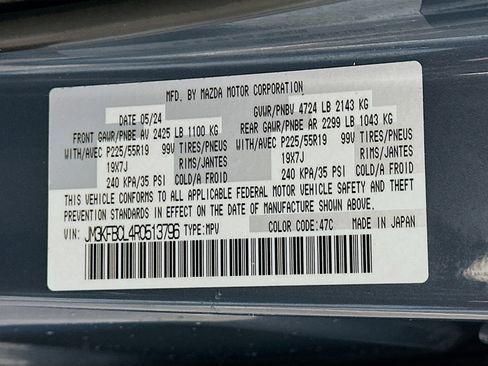 MFD. BY MAZDA MOTOR CORPORATION
DATE 05/24 GVWR/PNBV 4724 LB 2143 KG
FRONT GAWR/PNBE AV 2425 LB 1100 KG REAR GAWR/PNBE AR 2299 LB 1043 KG
WITH/AVEC P225/55R19 99V TIRES/PNEUS WITH/AVEC P225/55R19 99V TIRES/PNEUS
19X7J RIMS/JANTES 19X7J RIMS/JANTES
240 KPA/35 PSI COLD/A FROID 240 KPA/35 PSI COLD/A FROID
THIS VEHICLE CONFORMS TO ALL APPLICABLE FEDERAL MOTOR VEHICLE SAFETY AND THEFT
PREVENTION STANDARDS IN EFFECT ON THE DATE OF MANUFACTURE SHOWN ABOVE.
VIN: JM3KFBCL4R0513796 TYPE:MPV COLOR CODE:47C MADE IN JAPAN